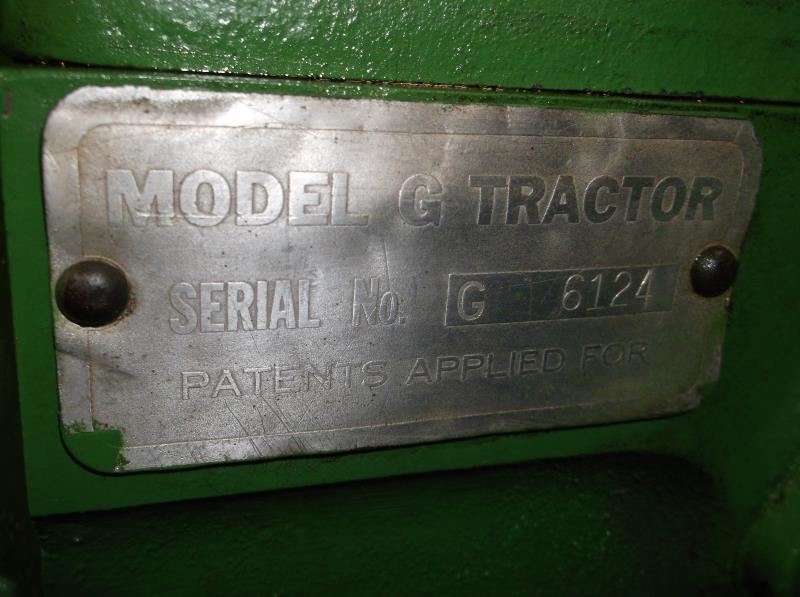 MODEL G TRACTOR
SERIAL No. G 6124
PATENTS APPLIED FOR